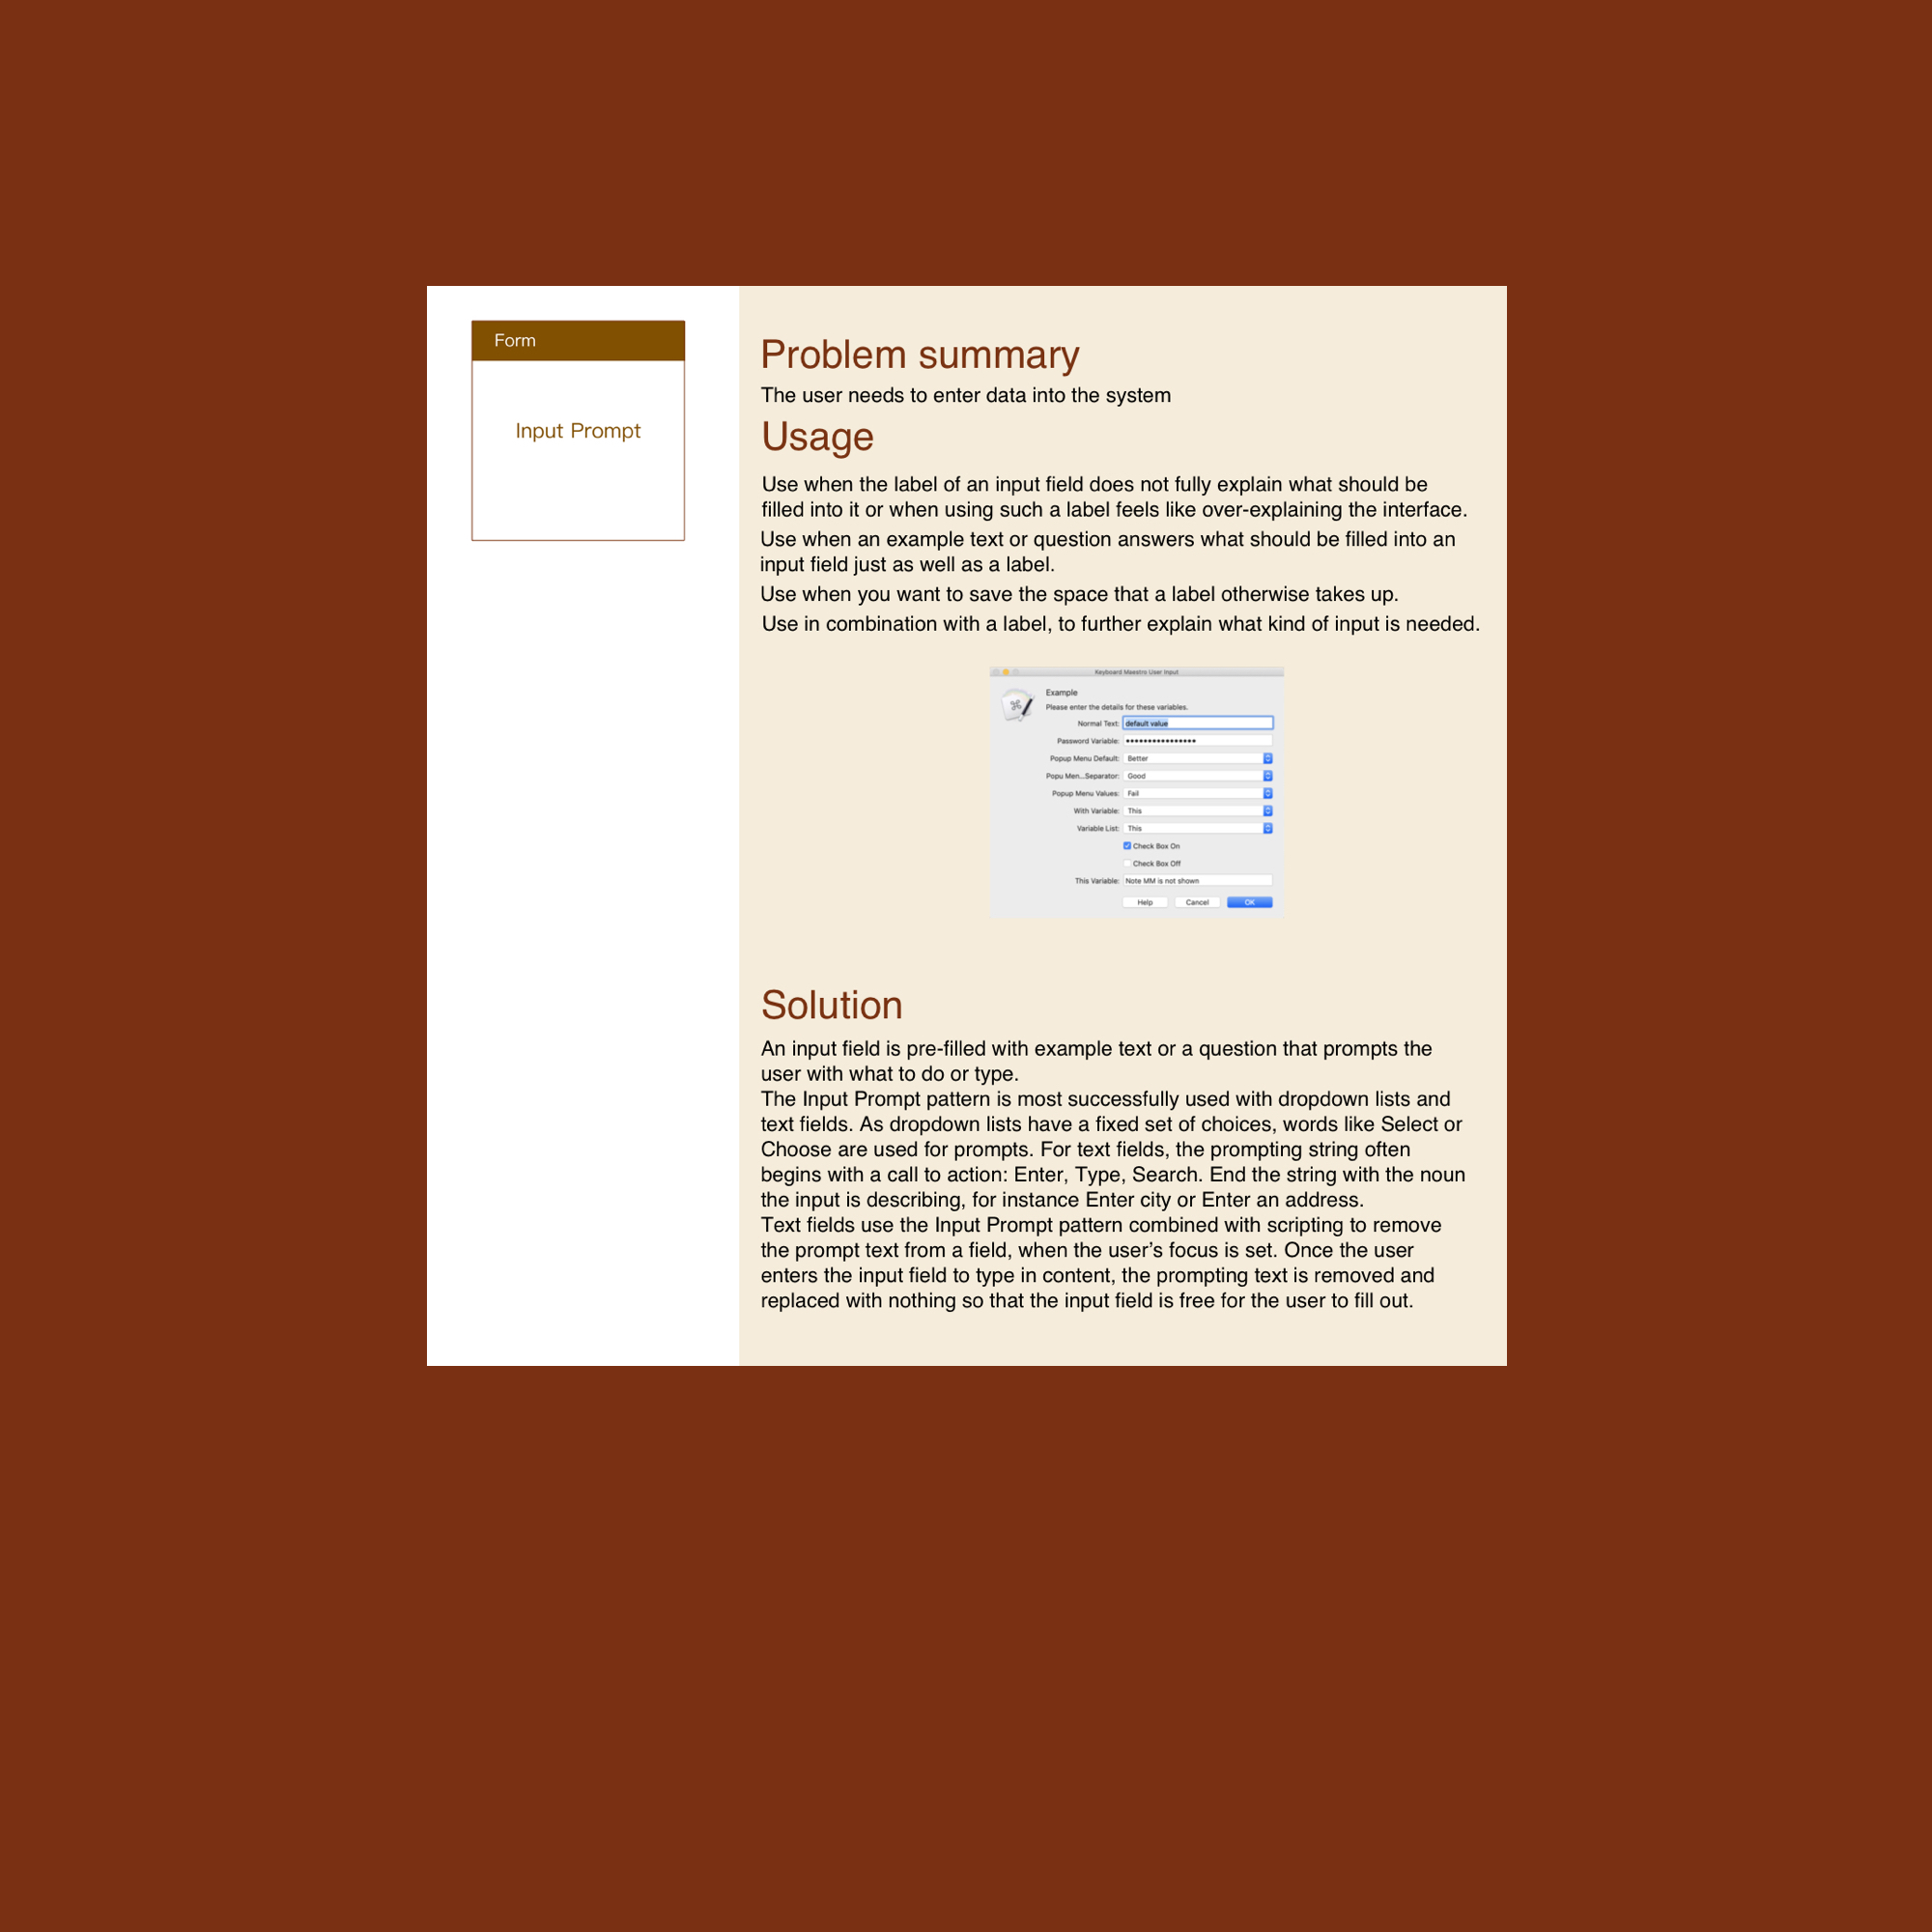 Form
Input Prompt
Problem summary
The user needs to enter data into the system
Usage
Use when the label of an input field does not fully explain what should be
filled into it or when using such a label feels like over-explaining the interface.
Use when an example text or question answers what should be filled into an
input field just as well as a label.
Use when you want to save the space that a label otherwise takes up.
Use in combination with a label, to further explain what kind of input is needed.
Keyboard Maestro User Input
Example
Please enter the details for these variables.
Normal Text: default value
Password Variable: ••••••••••••••••
Popup Menu Default: Better
Popu Men...Separator: Good
Popup Menu Values: Fail
With Variable: This
Variable List: This
Check Box On
Check Box Off
This Variable: Note MM is not shown
Help Cancel OK
Solution
An input field is pre-filled with example text or a question that prompts the
user with what to do or type.
The Input Prompt pattern is most successfully used with dropdown lists and
text fields. As dropdown lists have a fixed set of choices, words like Select or
Choose are used for prompts. For text fields, the prompting string often
begins with a call to action: Enter, Type, Search. End the string with the noun
the input is describing, for instance Enter city or Enter an address.
Text fields use the Input Prompt pattern combined with scripting to remove
the prompt text from a field, when the user’s focus is set. Once the user
enters the input field to type in content, the prompting text is removed and
replaced with nothing so that the input field is free for the user to fill out.